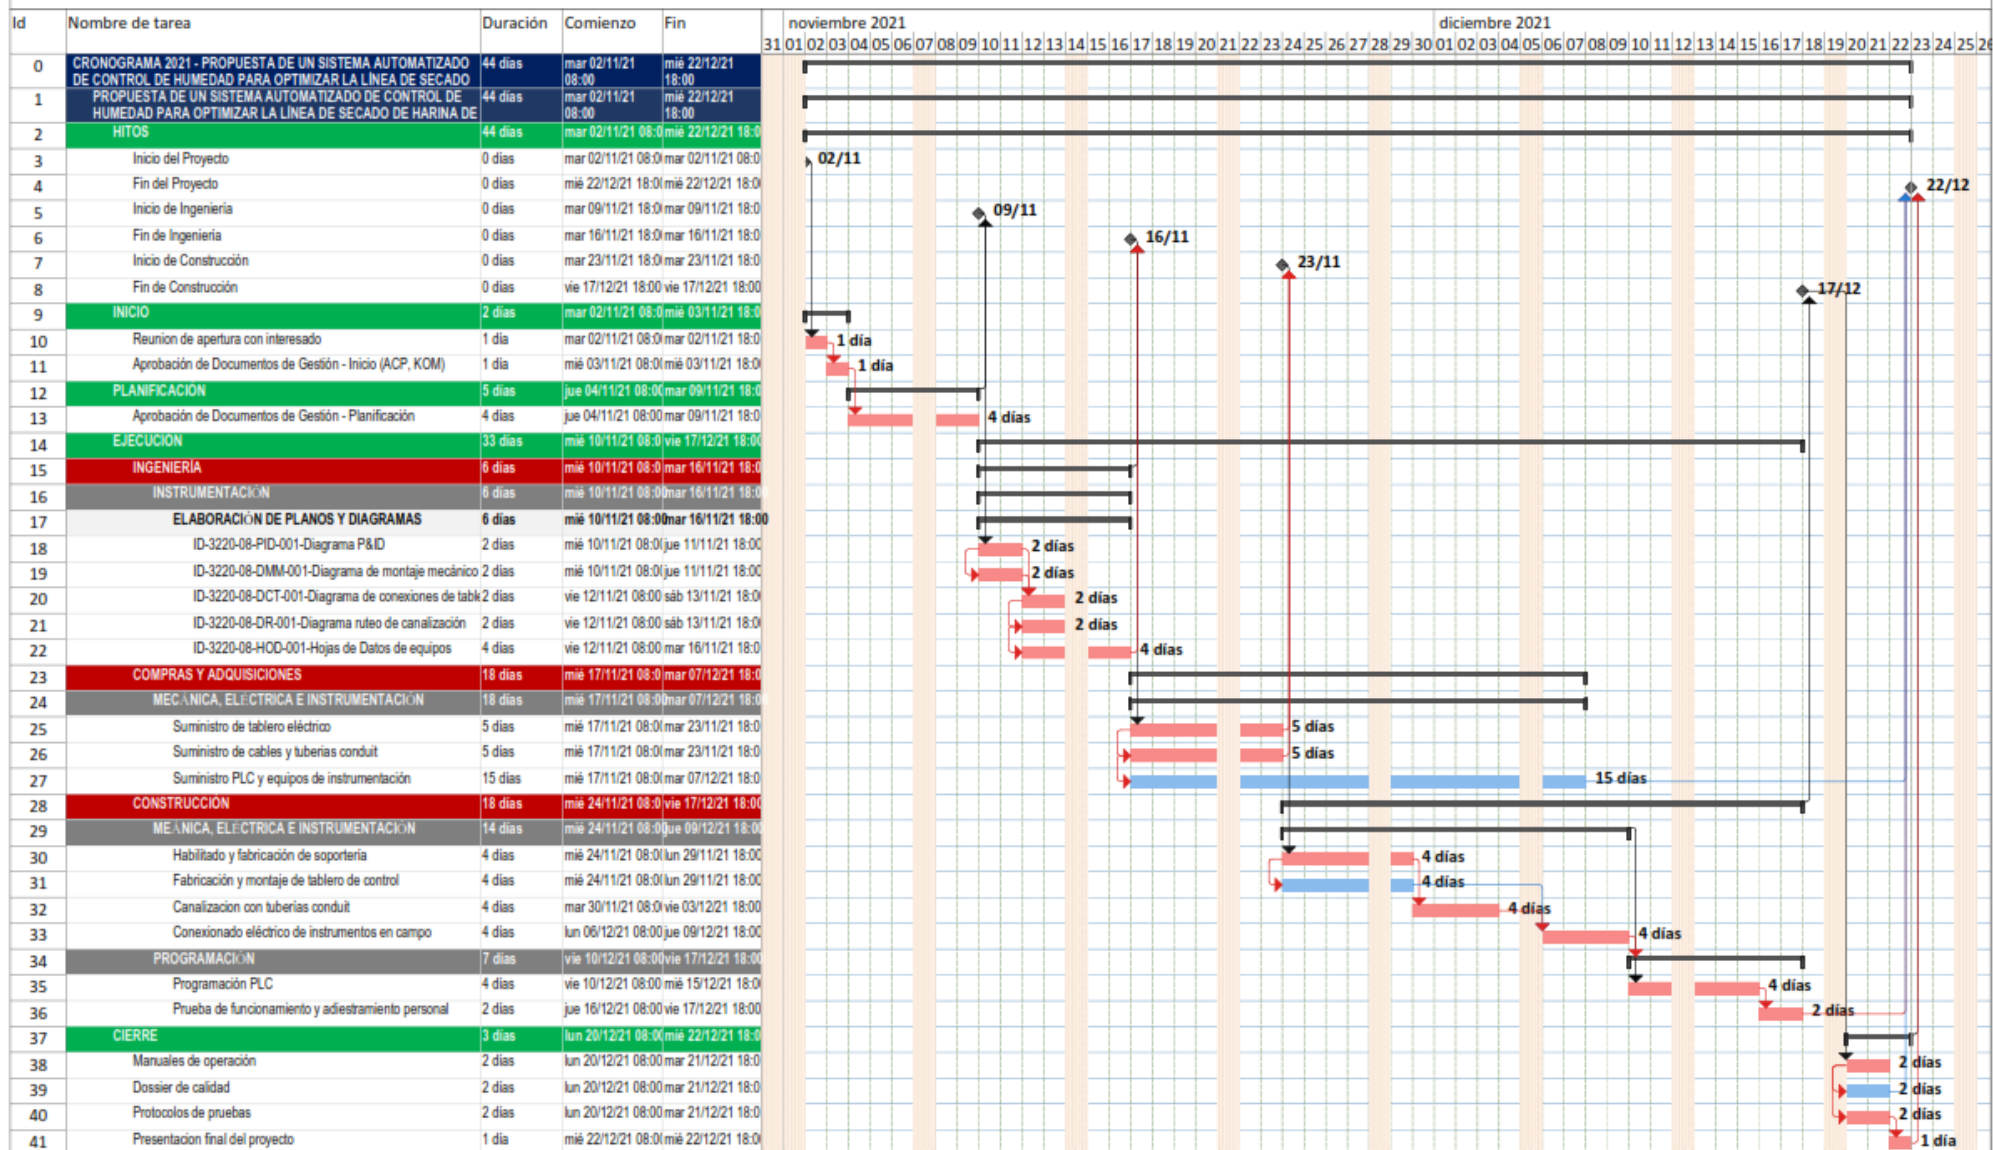 Id Nombre de tarea Duración Comienzo Fin noviembre 2021 diciembre 2021
31 01 02 03 04 05 06 07 08 09 10 11 12 13 14 15 16 17 18 19 20 21 22 23 24 25 26 27 28 29 30 01 02 03 04 05 06 07 08 09 10 11 12 13 14 15 16 17 18 19 20 21 22 23 24 25 26
0 CRONOGRAMA 2021 - PROPUESTA DE UN SISTEMA AUTOMATIZADO 44 días mar 02/11/21 mié 22/12/21
DE CONTROL DE HUMEDAD PARA OPTIMIZAR LA LÍNEA DE SECADO 08:00 18:00
1 PROPUESTA DE UN SISTEMA AUTOMATIZADO DE CONTROL DE 44 días mar 02/11/21 mié 22/12/21
HUMEDAD PARA OPTIMIZAR LA LÍNEA DE SECADO DE HARINA DE 08:00 18:00
2 HITOS 44 días mar 02/11/21 08:0 mié 22/12/21 18:0
3 Inicio del Proyecto 0 días mar 02/11/21 08:0 mar 02/11/21 08:0 02/11
4 Fin del Proyecto 0 días mié 22/12/21 18:0 mié 22/12/21 18:0 22/12
5 Inicio de Ingeniería 0 días mar 09/11/21 18:0 mar 09/11/21 18:0 09/11
6 Fin de Ingeniería 0 días mar 16/11/21 18:0 mar 16/11/21 18:0 16/11
7 Inicio de Construcción 0 días mar 23/11/21 18:0 mar 23/11/21 18:0 23/11
8 Fin de Construcción 0 días vie 17/12/21 18:00 vie 17/12/21 18:00 17/12
9 INICIO 2 días mar 02/11/21 08:0 mié 03/11/21 18:0
10 Reunion de apertura con interesado 1 día mar 02/11/21 08:0 mar 02/11/21 18:0 1 día
11 Aprobación de Documentos de Gestión - Inicio (ACP, KOM) 1 día mié 03/11/21 08:0 mié 03/11/21 18:0 1 día
12 PLANIFICACIÓN 5 días jue 04/11/21 08:00 mar 09/11/21 18:0
13 Aprobación de Documentos de Gestión - Planificación 4 días jue 04/11/21 08:00 mar 09/11/21 18:0 4 días
14 EJECUCIÓN 33 días mié 10/11/21 08:0 vie 17/12/21 18:00
15 INGENIERÍA 6 días mié 10/11/21 08:0 mar 16/11/21 18:0
16 INSTRUMENTACIÓN 6 días mié 10/11/21 08:00 mar 16/11/21 18:0
17 ELABORACIÓN DE PLANOS Y DIAGRAMAS 6 días mié 10/11/21 08:00 mar 16/11/21 18:00
18 ID-3220-08-PID-001-Diagrama P&ID 2 días mié 10/11/21 08:0 jue 11/11/21 18:00 2 días
19 ID-3220-08-DMM-001-Diagrama de montaje mecánico 2 días mié 10/11/21 08:0 jue 11/11/21 18:00 2 días
20 ID-3220-08-DCT-001-Diagrama de conexiones de table 2 días vie 12/11/21 08:00 sáb 13/11/21 18:0 2 días
21 ID-3220-08-DR-001-Diagrama ruteo de canalización 2 días vie 12/11/21 08:00 sáb 13/11/21 18:0 2 días
22 ID-3220-08-HOD-001-Hojas de Datos de equipos 4 días vie 12/11/21 08:00 mar 16/11/21 18:0 4 días
23 COMPRAS Y ADQUISICIONES 18 días mié 17/11/21 08:0 mar 07/12/21 18:0
24 MECÁNICA, ELÉCTRICA E INSTRUMENTACIÓN 18 días mié 17/11/21 08:00 mar 07/12/21 18:0
25 Suministro de tablero eléctrico 5 días mié 17/11/21 08:0 mar 23/11/21 18:0 5 días
26 Suministro de cables y tuberias conduit 5 días mié 17/11/21 08:0 mar 23/11/21 18:0 5 días
27 Suministro PLC y equipos de instrumentación 15 días mié 17/11/21 08:0 mar 07/12/21 18:0 15 días
28 CONSTRUCCIÓN 18 días mié 24/11/21 08:0 vie 17/12/21 18:00
29 MEÁNICA, ELÉCTRICA E INSTRUMENTACIÓN 14 días mié 24/11/21 08:00 jue 09/12/21 18:00
30 Habilitado y fabricación de soportería 4 días mié 24/11/21 08:0 lun 29/11/21 18:00 4 días
31 Fabricación y montaje de tablero de control 4 días mié 24/11/21 08:0 lun 29/11/21 18:00 4 días
32 Canalizacion con tuberías conduit 4 días mar 30/11/21 08:0 vie 03/12/21 18:00 4 días
33 Conexionado eléctrico de instrumentos en campo 4 días lun 06/12/21 08:00 jue 09/12/21 18:00 4 días
34 PROGRAMACIÓN 7 días vie 10/12/21 08:00 vie 17/12/21 18:00
35 Programación PLC 4 días vie 10/12/21 08:00 mié 15/12/21 18:0 4 días
36 Prueba de funcionamiento y adiestramiento personal 2 días jue 16/12/21 08:00 vie 17/12/21 18:00 2 días
37 CIERRE 3 días lun 20/12/21 08:00 mié 22/12/21 18:0
38 Manuales de operación 2 días lun 20/12/21 08:00 mar 21/12/21 18:0 2 días
39 Dossier de calidad 2 días lun 20/12/21 08:00 mar 21/12/21 18:0 2 días
40 Protocolos de pruebas 2 días lun 20/12/21 08:00 mar 21/12/21 18:0 2 días
41 Presentacion final del proyecto 1 día mié 22/12/21 08:0 mié 22/12/21 18:0 1 día